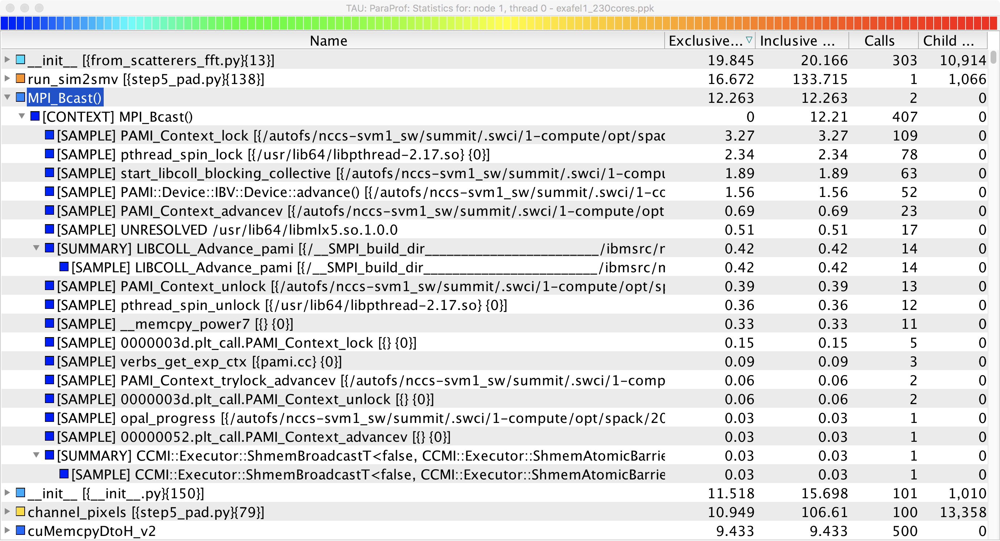 TAU: ParaProf: Statistics for: node 1, thread 0 - exafel1_230cores.ppk
Name Exclusive... Inclusive ... Calls Child ...
__init__ [{from_scatterers_fft.py}{13}] 19.845 20.166 303 10,914
run_sim2smv [{step5_pad.py}{138}] 16.672 133.715 1 1,066
MPI_Bcast() 12.263 12.263 2 0
[CONTEXT] MPI_Bcast() 0 12.21 407 0
[SAMPLE] PAMI_Context_lock [{/autofs/nccs-svm1_sw/summit/.swci/1-compute/opt/spac 3.27 3.27 109 0
[SAMPLE] pthread_spin_lock [{/usr/lib64/libpthread-2.17.so} {0}] 2.34 2.34 78 0
[SAMPLE] start_libcoll_blocking_collective [{/autofs/nccs-svm1_sw/summit/.swci/1-compu 1.89 1.89 63 0
[SAMPLE] PAMI::Device::IBV::Device::advance() [{/autofs/nccs-svm1_sw/summit/.swci/1-co 1.56 1.56 52 0
[SAMPLE] PAMI_Context_advancev [{/autofs/nccs-svm1_sw/summit/.swci/1-compute/opt 0.69 0.69 23 0
[SAMPLE] UNRESOLVED /usr/lib64/libmlx5.so.1.0.0 0.51 0.51 17 0
[SUMMARY] LIBCOLL_Advance_pami [{/__SMPI_build_dir________________________/ibmsrc/r 0.42 0.42 14 0
[SAMPLE] LIBCOLL_Advance_pami [{/__SMPI_build_dir________________________/ibmsrc/m 0.42 0.42 14 0
[SAMPLE] PAMI_Context_unlock [{/autofs/nccs-svm1_sw/summit/.swci/1-compute/opt/sp 0.39 0.39 13 0
[SAMPLE] pthread_spin_unlock [{/usr/lib64/libpthread-2.17.so} {0}] 0.36 0.36 12 0
[SAMPLE] __memcpy_power7 [{} {0}] 0.33 0.33 11 0
[SAMPLE] 0000003d.plt_call.PAMI_Context_lock [{} {0}] 0.15 0.15 5 0
[SAMPLE] verbs_get_exp_ctx [{pami.cc} {0}] 0.09 0.09 3 0
[SAMPLE] PAMI_Context_trylock_advancev [{/autofs/nccs-svm1_sw/summit/.swci/1-comp 0.06 0.06 2 0
[SAMPLE] 0000003d.plt_call.PAMI_Context_unlock [{} {0}] 0.06 0.06 2 0
[SAMPLE] opal_progress [{/autofs/nccs-svm1_sw/summit/.swci/1-compute/opt/spack/20 0.03 0.03 1 0
[SAMPLE] 00000052.plt_call.PAMI_Context_advancev [{} {0}] 0.03 0.03 1 0
[SUMMARY] CCMI::Executor::ShmemBroadcastT<false, CCMI::Executor::ShmemAtomicBarrie 0.03 0.03 1 0
[SAMPLE] CCMI::Executor::ShmemBroadcastT<false, CCMI::Executor::ShmemAtomicBarrie 0.03 0.03 1 0
__init__ [{__init__.py}{150}] 11.518 15.698 101 1,010
channel_pixels [{step5_pad.py}{79}] 10.949 106.61 100 13,358
cuMemcpyDtoH_v2 9.433 9.433 500 0